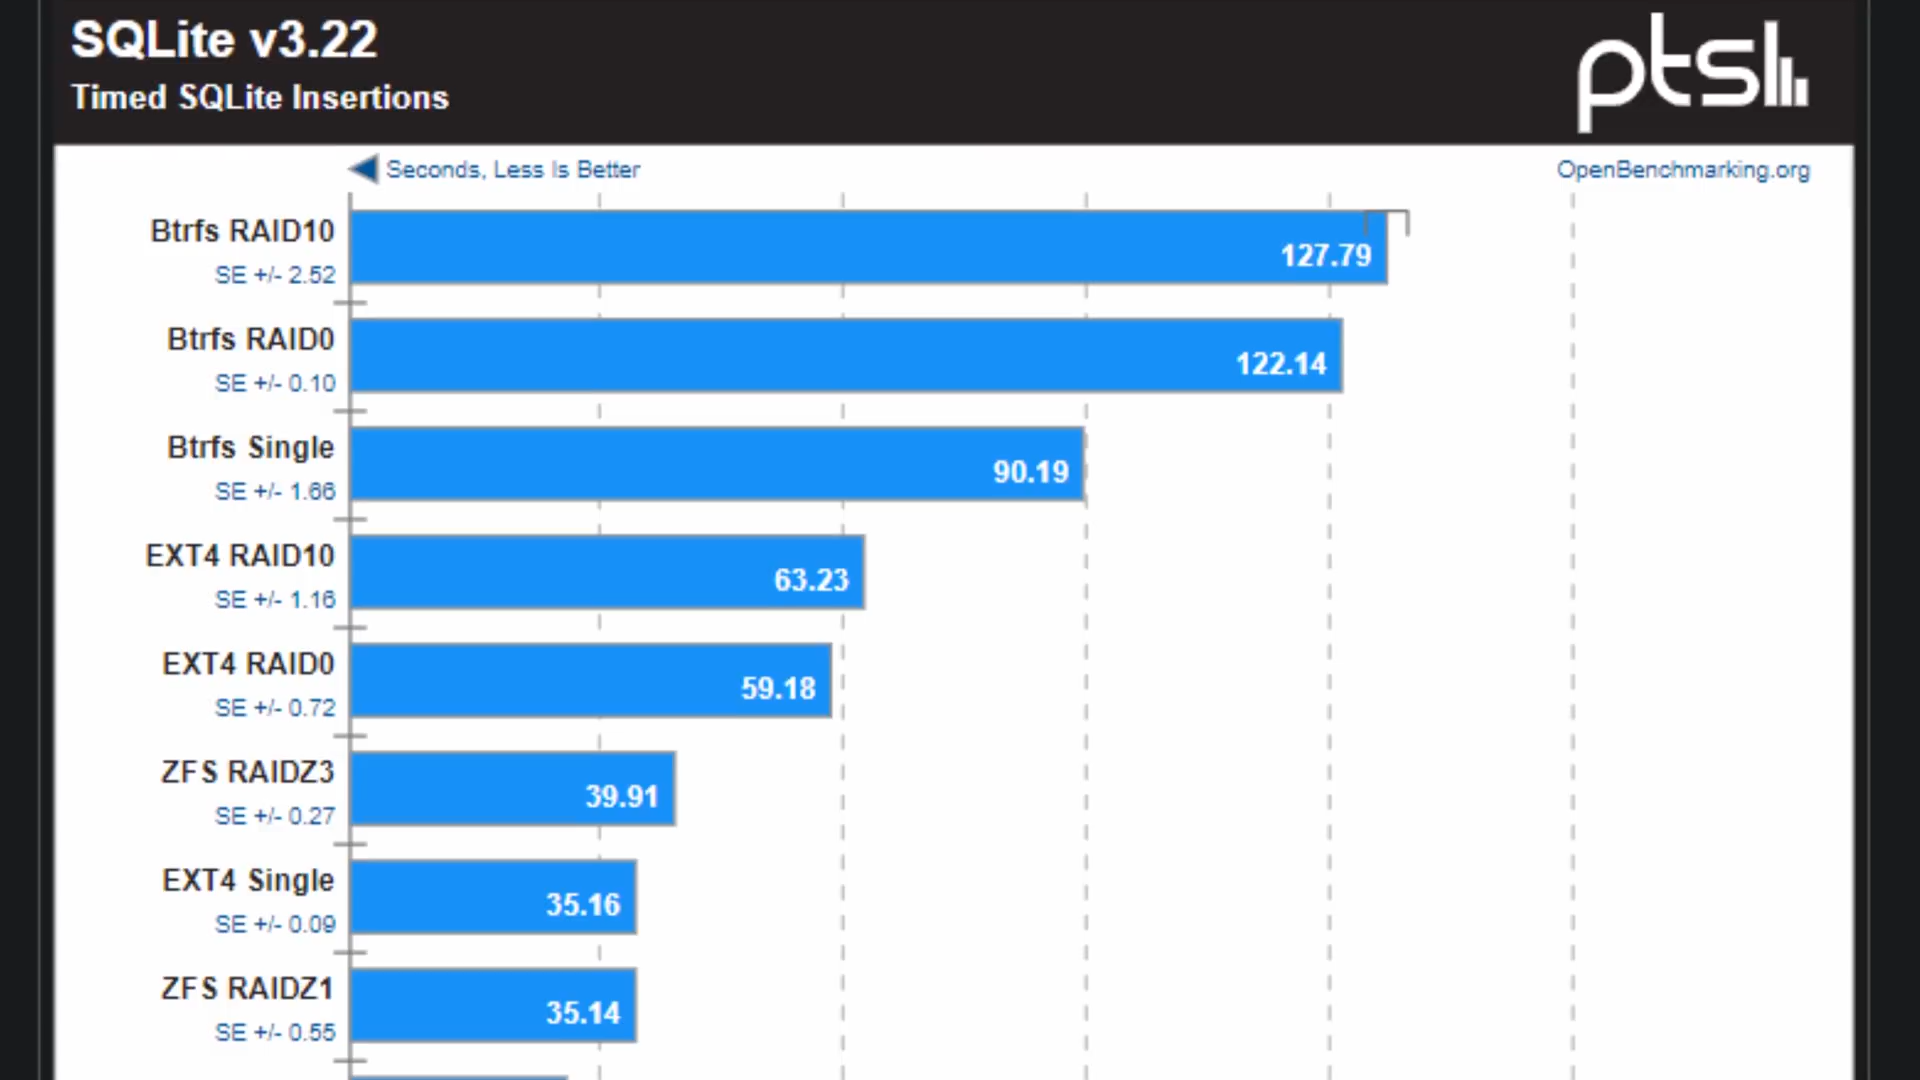 SQLite v3.22
Timed SQLite Insertions
ptsl
Seconds, Less Is Better
OpenBenchmarking.org
Btrfs RAID10
SE +/- 2.52
127.79
Btrfs RAID0
SE +/- 0.10
122.14
Btrfs Single
SE +/- 1.66
90.19
EXT4 RAID10
SE +/- 1.16
63.23
EXT4 RAID0
SE +/- 0.72
59.18
ZFS RAIDZ3
SE +/- 0.27
39.91
EXT4 Single
SE +/- 0.09
35.16
ZFS RAIDZ1
SE +/- 0.55
35.14